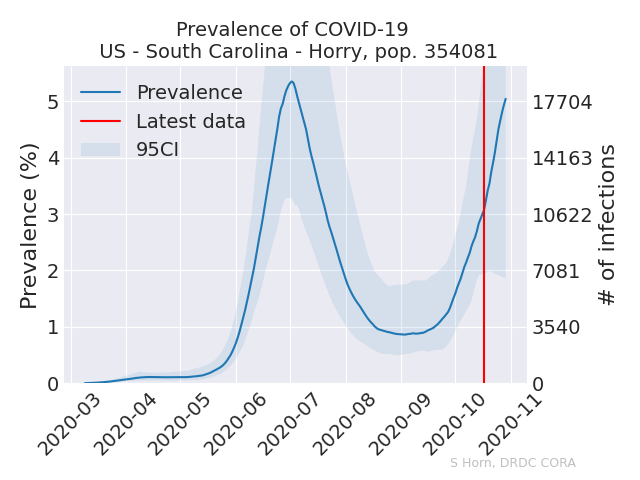 Prevalence of COVID-19
US - South Carolina - Horry, pop. 354081
Prevalence
Latest data
95CI
Prevalence (%)
5
4
3
2
1
0
17704
14163
10622
7081
3540
0
# of infections
2020-03
2020-04
2020-05
2020-06
2020-07
2020-08
2020-09
2020-10
2020-11
S Horn, DRDC CORA